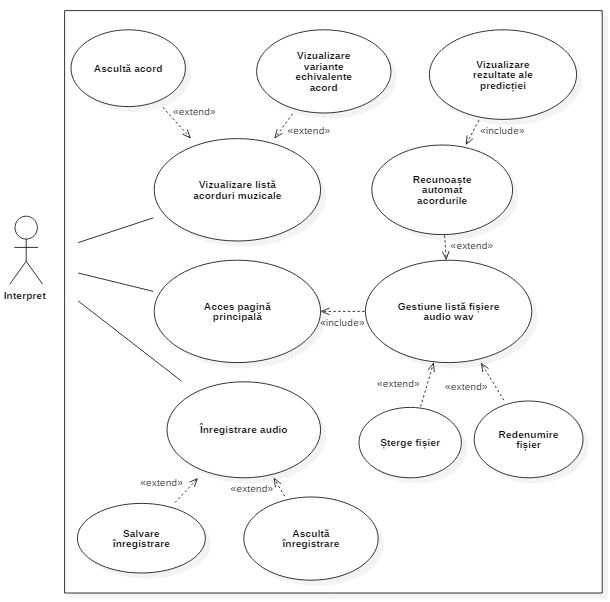 Ascultă acord
Vizualizare
variante
echivalente
acord
Vizualizare
rezultate ale
predicției
«extend»
«extend»
«include»
Vizualizare listă
acorduri muzicale
Recunoaște
automat
acordurile
«extend»
Interpret
Acces pagină
principală
«include»
Gestiune listă fișiere
audio wav
«extend»
«extend»
Înregistrare audio
Șterge fișier
Redenumire
fișier
«extend»
«extend»
Salvare
înregistrare
Ascultă
înregistrare